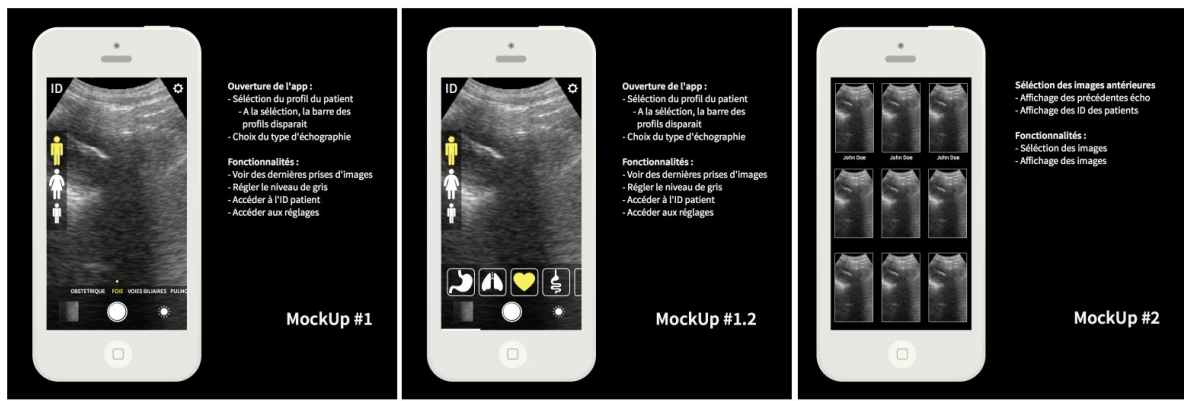 ID
OBSTETRIQUE FOIE VOIES BILIAIRES PULMO
Ouverture de l'app :
- Séléction du profil du patient
- A la séléction, la barre des
profils disparait
- Choix du type d'échographie
Fonctionnalités :
- Voir des dernières prises d'images
- Régler le niveau de gris
- Accéder à l'ID patient
- Accéder aux réglages
MockUp #1
ID
Ouverture de l'app :
- Séléction du profil du patient
- A la séléction, la barre des
profils disparait
- Choix du type d'échographie
Fonctionnalités :
- Voir des dernières prises d'images
- Régler le niveau de gris
- Accéder à l'ID patient
- Accéder aux réglages
MockUp #1.2
John Doe John Doe John Doe
Séléction des images antérieures
- Affichage des précédentes écho
- Affichage des ID des patients
Fonctionnalités :
- Séléction des images
- Affichage des images
MockUp #2